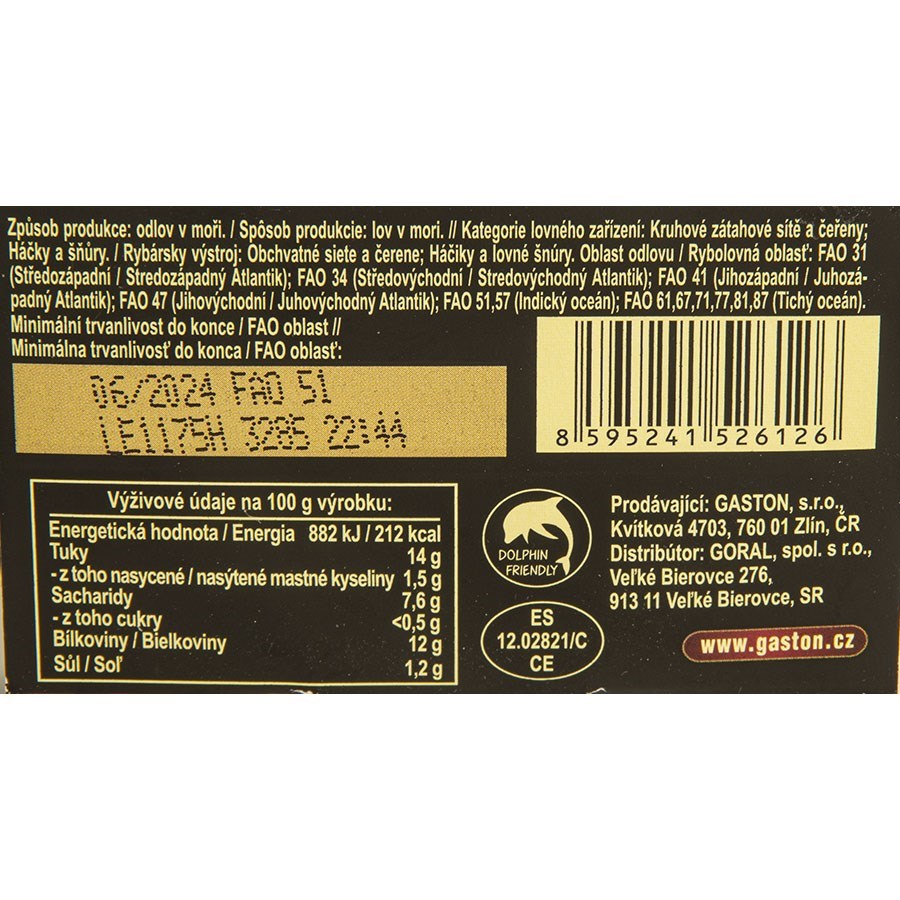 Způsob produkce: odlov v moři. / Spôsob produkcie: lov v mori. // Kategorie lovného zařízení: Kruhové zátahové sítě a čeřeny;
Háčky a šňůry. / Rybársky výstroj: Obchvatné siete a čerene; Háčiky a lovné šnúry. Oblast odlovu / Rybolovná oblasť: FAO 31
(Středozápadní / Stredozápadný Atlantik); FAO 34 (Středovýchodní / Stredovýchodný Atlantik); FAO 41 (Jihozápadní / Juhozá-
padný Atlantik); FAO 47 (Jihovýchodní / Juhovýchodný Atlantik); FAO 51,57 (Indický oceán); FAO 61,67,71,77,81,87 (Tichý oceán).
Minimální trvanlivost do konce / FAO oblast //
Minimálna trvanlivosť do konca / FAO oblasť:
06/2024 FAO 51
LE1175H 3285 22:44
8 595241 526126
Výživové údaje na 100 g výrobku:
Energetická hodnota / Energia 882 kJ / 212 kcal
Tuky 14 g
- z toho nasycené / nasýtené mastné kyseliny 1,5 g
Sacharidy 7,6 g
- z toho cukry <0,5 g
Bílkoviny / Bielkoviny 12 g
Sůl / Soľ 1,2 g
DOLPHIN
FRIENDLY
ES
12.02821/C
CE
Prodávající: GASTON, s.r.o.,
Kvítková 4703, 760 01 Zlín, ČR
Distribútor: GORAL, spol. s r.o.,
Veľké Bierovce 276,
913 11 Veľké Bierovce, SR
www.gaston.cz